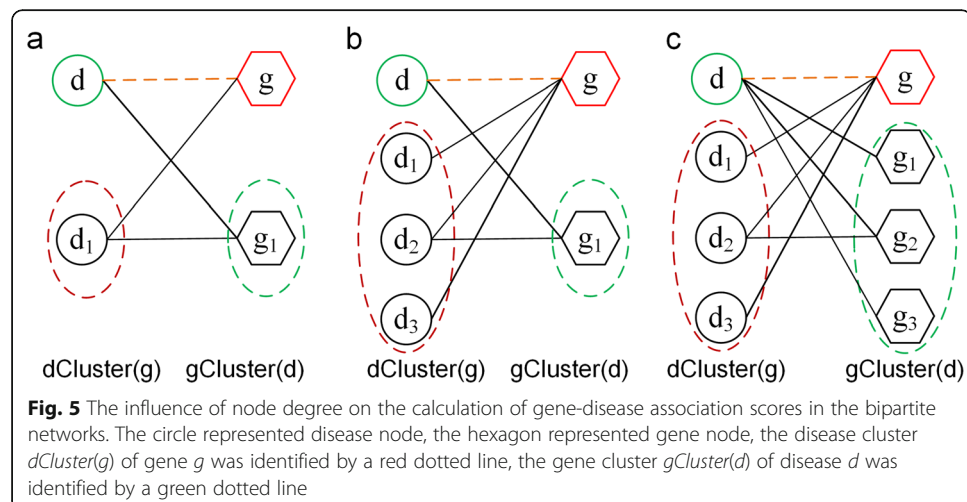 a
b
c
d
g
d
g
d
g
d₁
g₁
d₁
d₂
d₃
g₁
d₁
d₂
d₃
g₁
g₂
g₃
dCluster(g) gCluster(d)
dCluster(g) gCluster(d)
dCluster(g) gCluster(d)
Fig. 5 The influence of node degree on the calculation of gene-disease association scores in the bipartite
networks. The circle represented disease node, the hexagon represented gene node, the disease cluster
dCluster(g) of gene g was identified by a red dotted line, the gene cluster gCluster(d) of disease d was
identified by a green dotted line